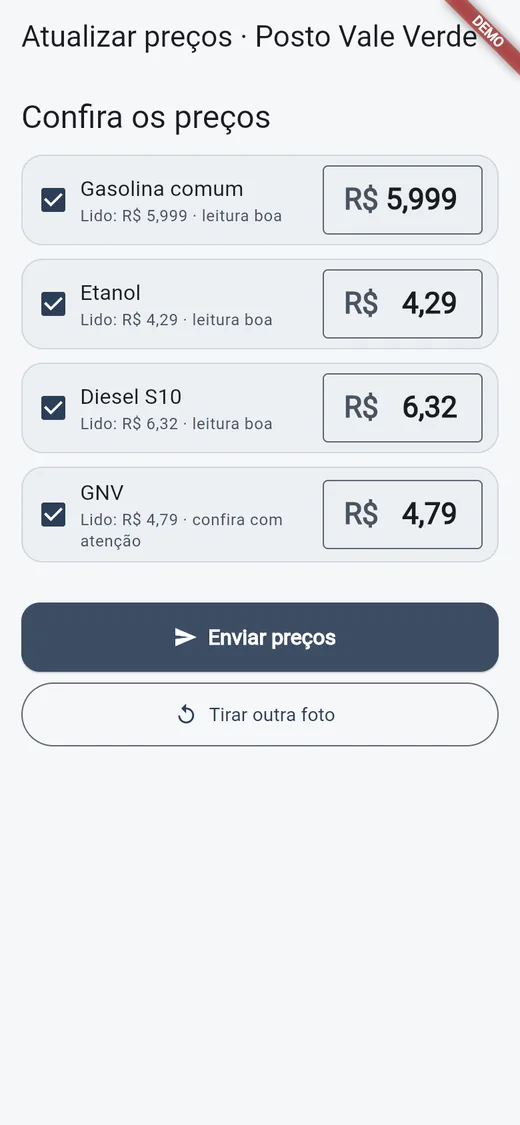 Atualizar preços · Posto Vale Verde
DEMO
Confira os preços
Gasolina comum
Lido: R$ 5,999 · leitura boa
R$ 5,999
Etanol
Lido: R$ 4,29 · leitura boa
R$ 4,29
Diesel S10
Lido: R$ 6,32 · leitura boa
R$ 6,32
GNV
Lido: R$ 4,79 · confira com
atenção
R$ 4,79
Enviar preços
Tirar outra foto